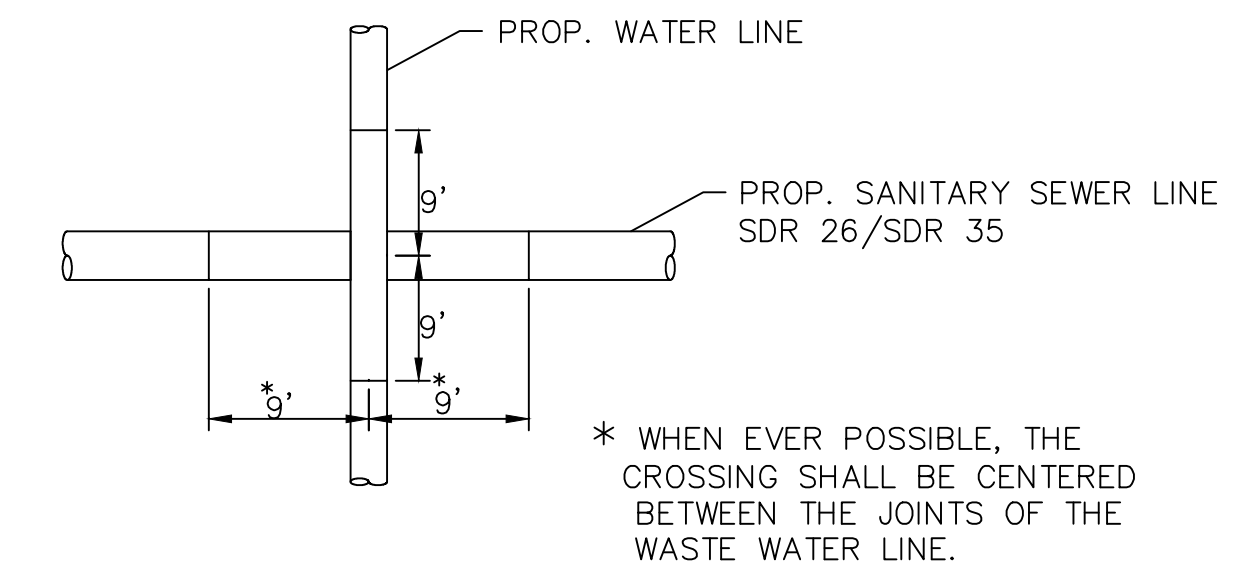 PROP. WATER LINE
9'
PROP. SANITARY SEWER LINE
SDR 26/SDR 35
9'
*9'
*9'
* WHEN EVER POSSIBLE, THE
CROSSING SHALL BE CENTERED
BETWEEN THE JOINTS OF THE
WASTE WATER LINE.